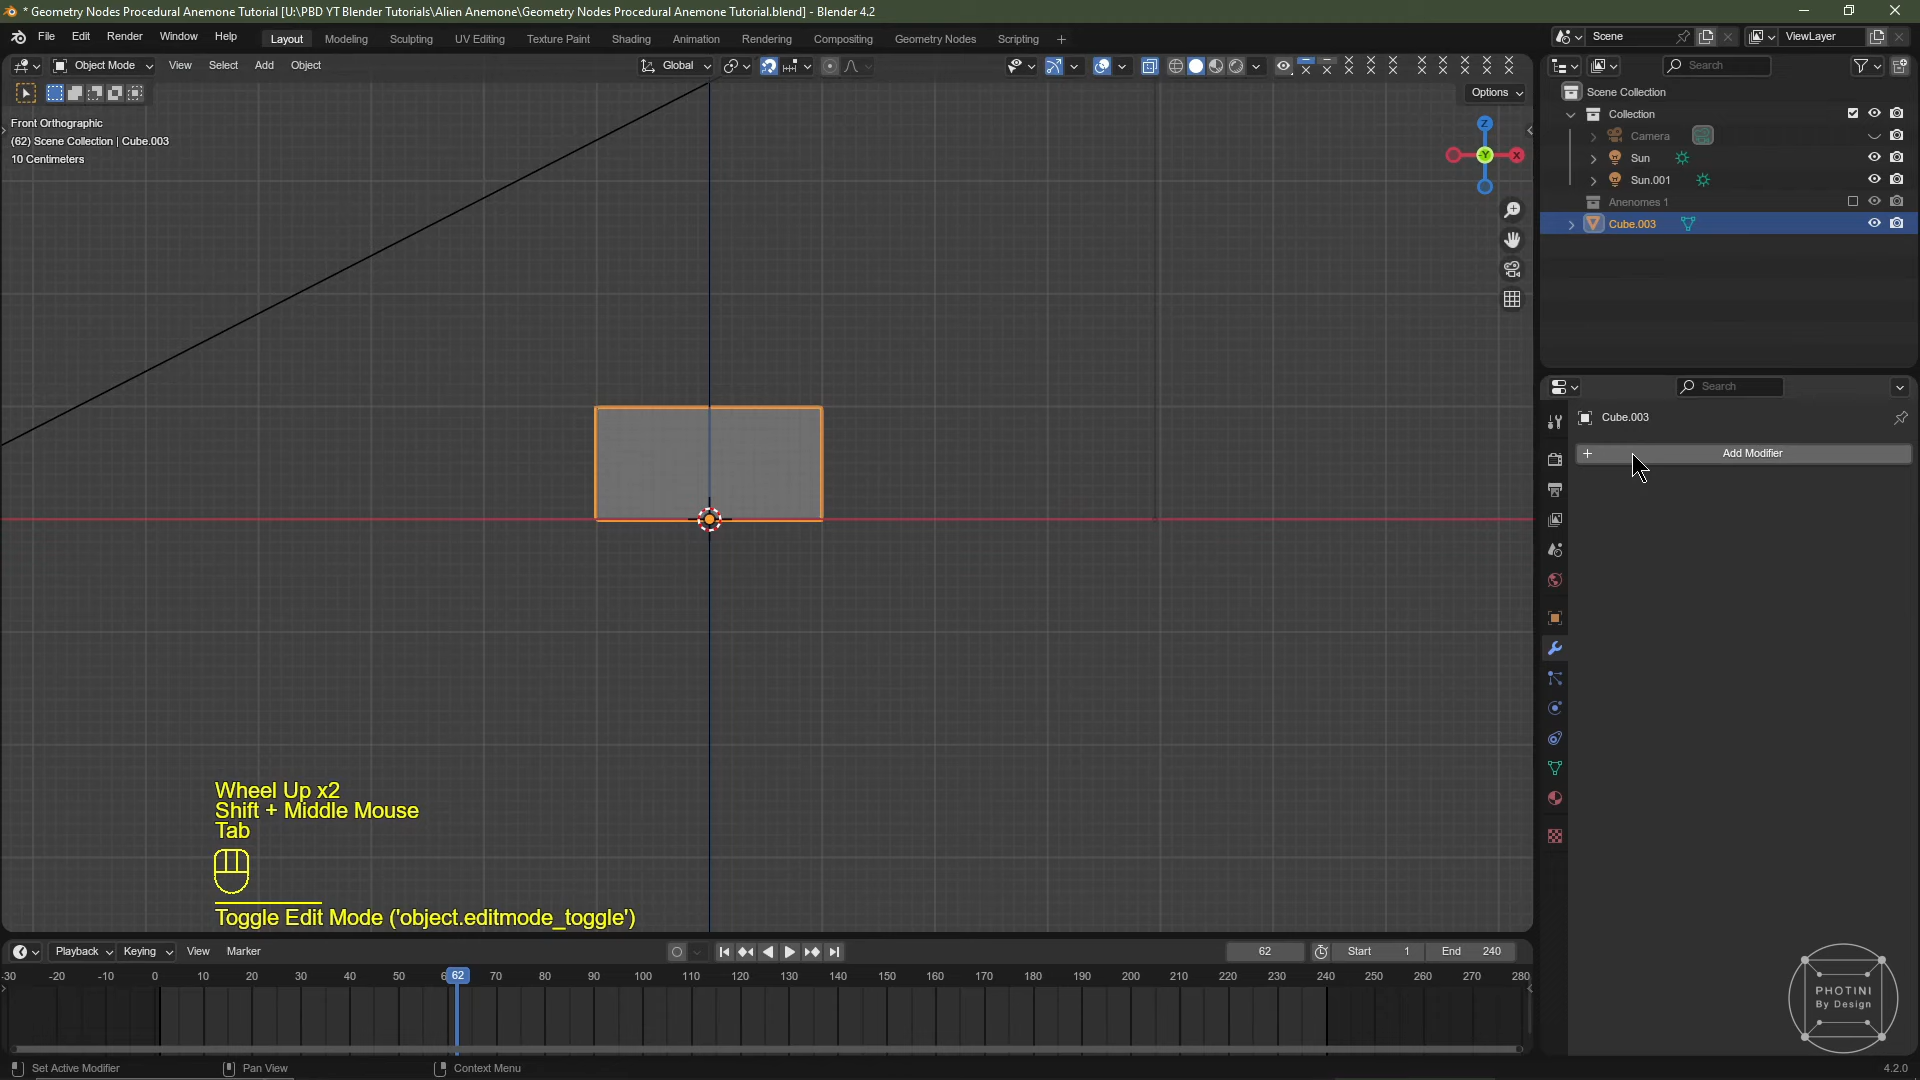 * Geometry Nodes Procedural Anemone Tutorial [U:\PBD YT Blender Tutorials\Alien Anemone\Geometry Nodes Procedural Anemone Tutorial.blend] - Blender 4.2
File Edit Render Window Help Layout Modeling Sculpting UV Editing Texture Paint Shading Animation Rendering Compositing Geometry Nodes Scripting Scene ViewLayer
Object Mode View Select Add Object Global Search
Options
Front Orthographic
(62) Scene Collection | Cube.003
10 Centimeters
Z
Y
X
Scene Collection
Collection
Camera
Sun
Sun.001
Anenomes 1
Cube.003
Search
Cube.003
Add Modifier
Wheel Up x2
Shift + Middle Mouse
Tab
Toggle Edit Mode ('object.editmode_toggle')
Playback Keying View Marker 62 Start 1 End 240
-30 -20 -10 0 10 20 30 40 50 6 62 70 80 90 100 110 120 130 140 150 160 170 180 190 200 210 220 230 240 250 260 270 280
PHOTINI
By Design
Set Active Modifier Pan View Context Menu 4.2.0